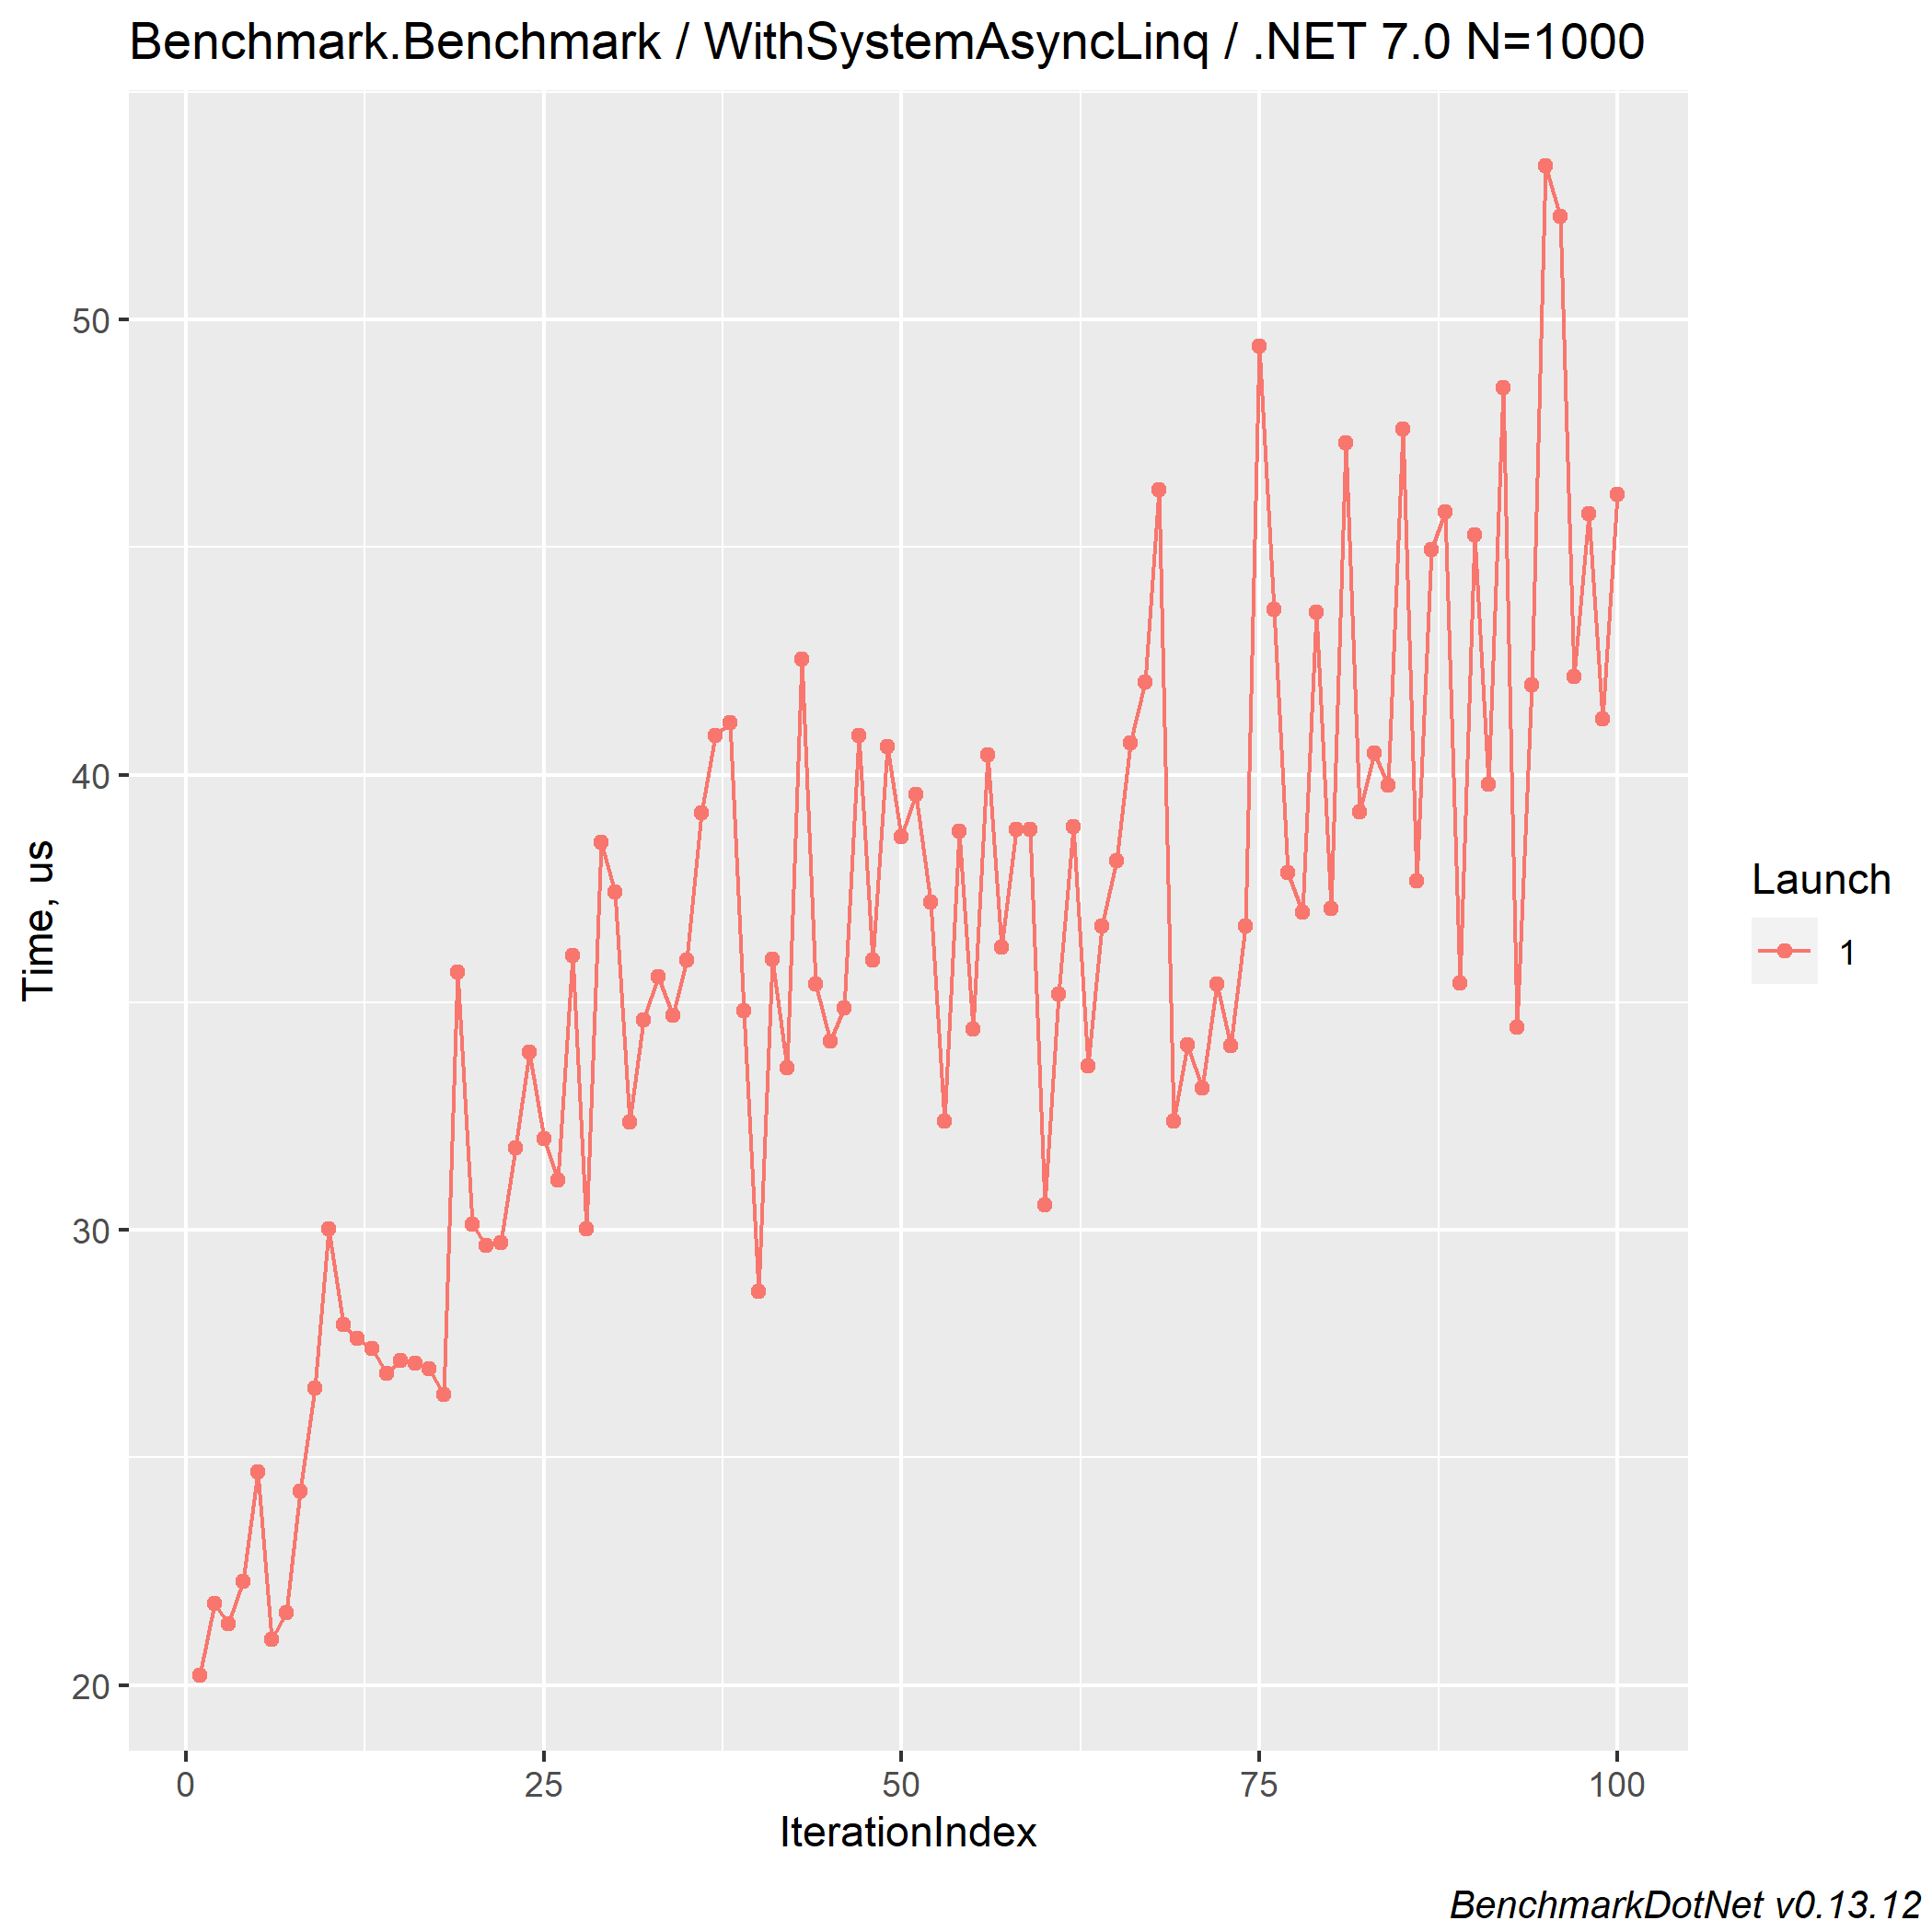 Benchmark.Benchmark / WithSystemAsyncLinq / .NET 7.0 N=1000
50
40
30
20
Time, us
0 25 50 75 100
IterationIndex
Launch
1
BenchmarkDotNet v0.13.12